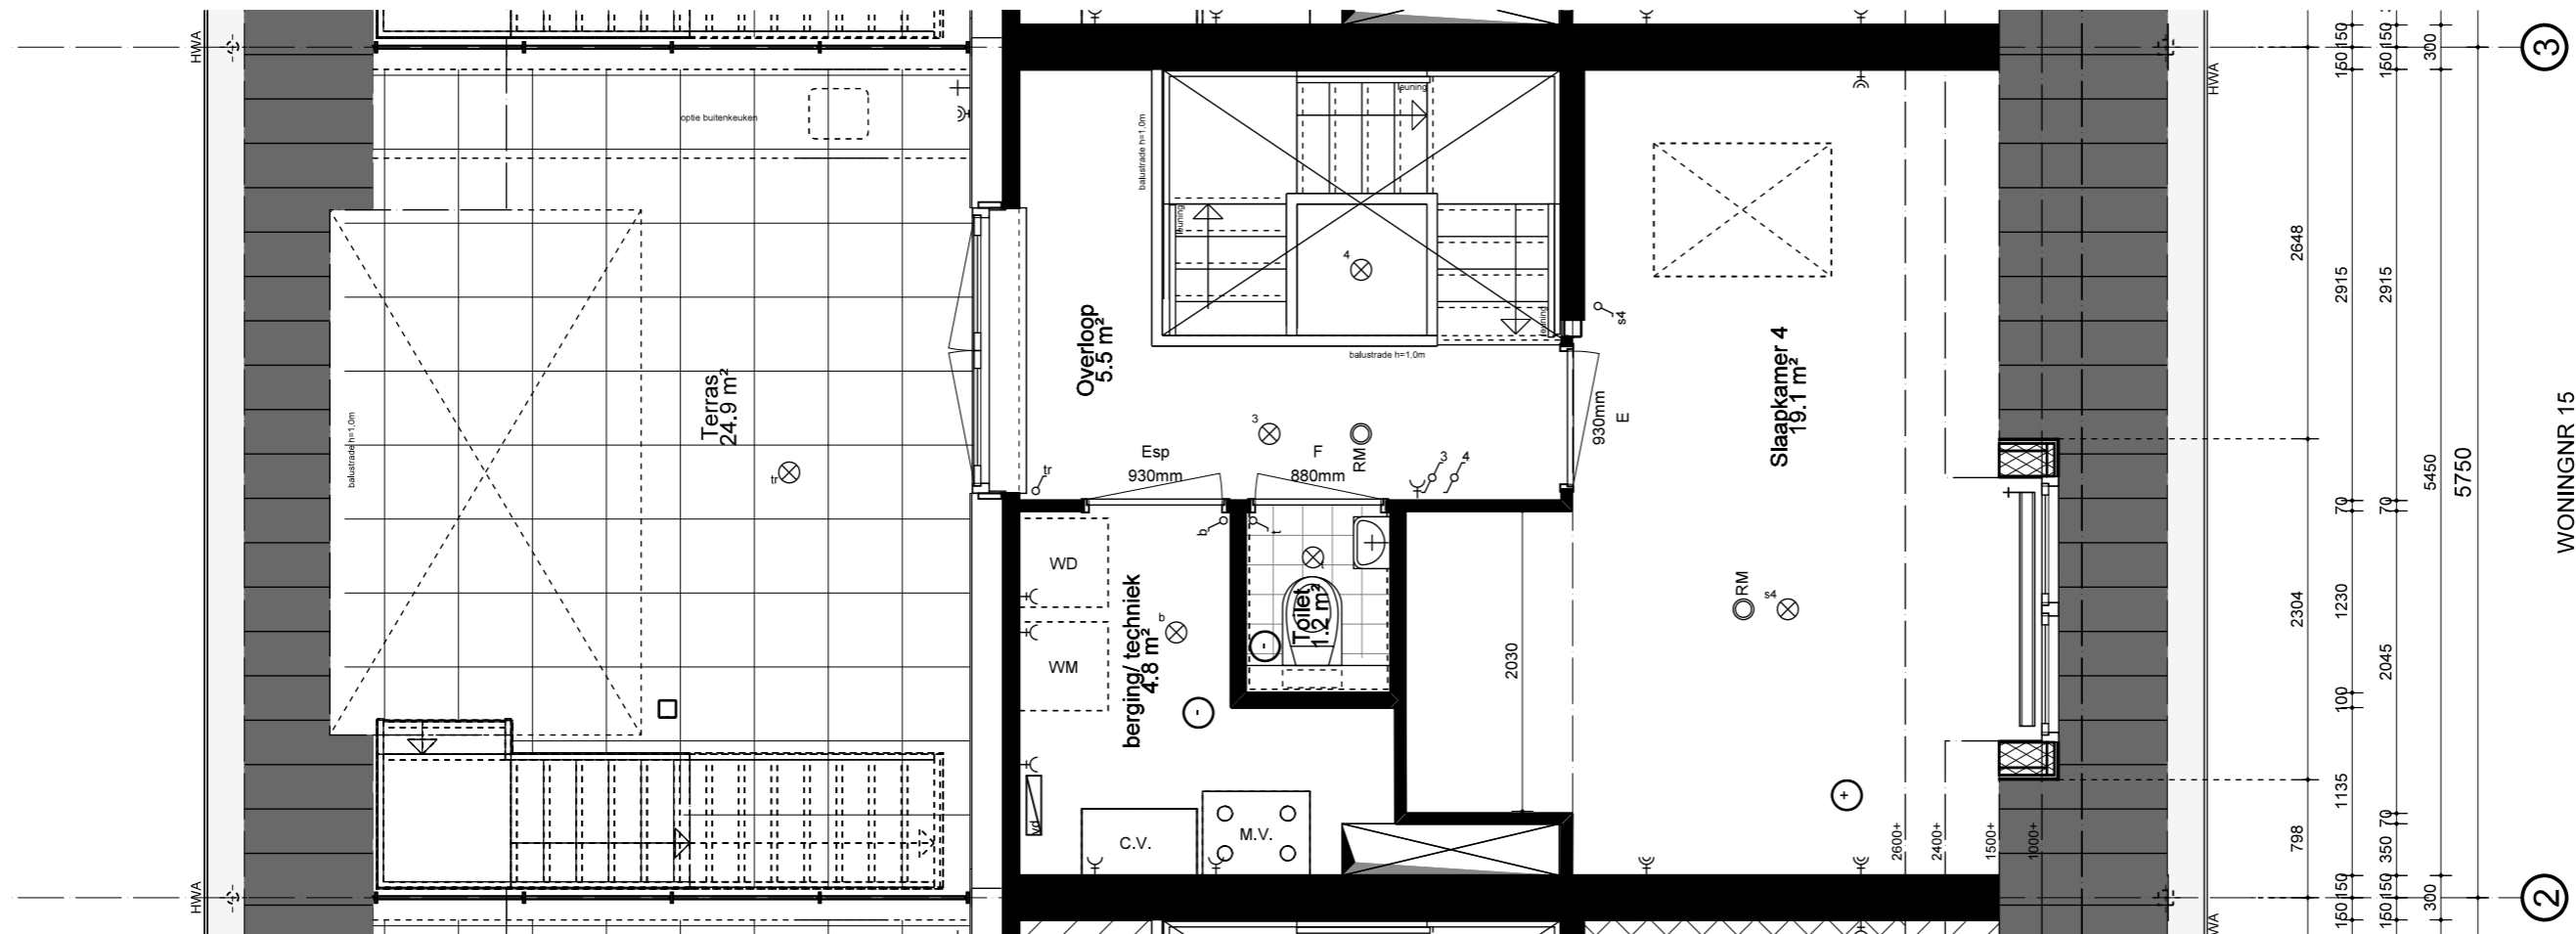 HWA
HWA
HWA
HWA
optie buitenkeuken
balustrade h=1,0m
Terras
24.9 m²
tr
balustrade h=1,0m
leuning
leuning
leuning
balustrade h=1,0m
4
Overloop
5.5 m²
3
RM
Esp
930mm
F
880mm
tr
3
4
930mm
E
s4
Slaapkamer 4
19.1 m²
RM
s4
b
t
WD
WM
berging/ techniek
4.8 m²
b
Toilet
1.2 m²
t
-
-
vd
C.V.
M.V.
2030
+
2600+
2400+
1500+
1000+
2648
2304
798
150
150
2915
70
1230
100
1135
150
150
150
150
2915
70
2045
70
350
150
150
300
5450
300
5750
3
2
WONINGNR 15